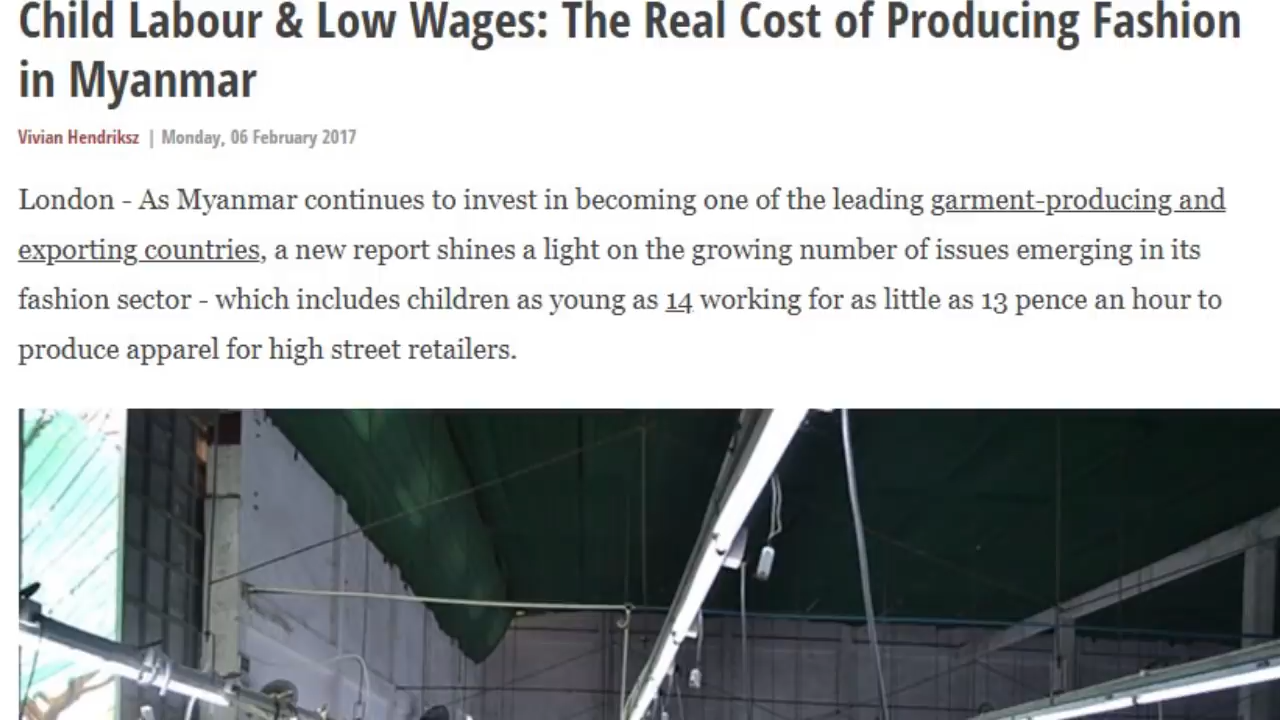 Child Labour & Low Wages: The Real Cost of Producing Fashion
in Myanmar
Vivian Hendriksz | Monday, 06 February 2017
London - As Myanmar continues to invest in becoming one of the leading garment-producing and
exporting countries, a new report shines a light on the growing number of issues emerging in its
fashion sector - which includes children as young as 14 working for as little as 13 pence an hour to
produce apparel for high street retailers.